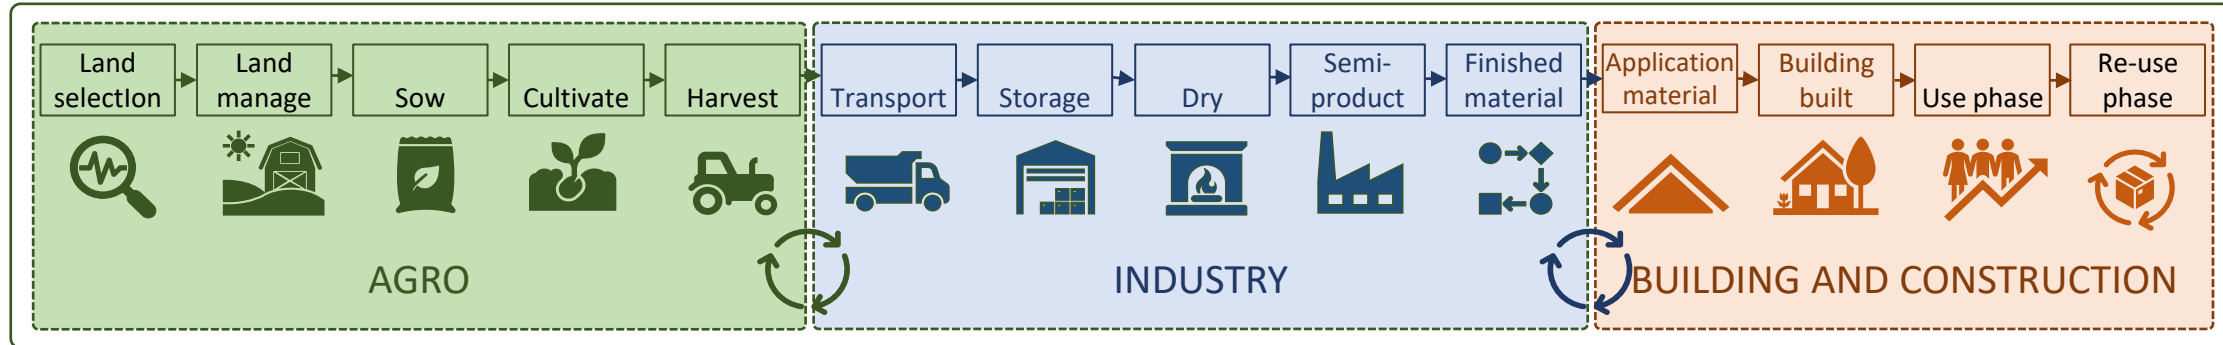 Land
selectIon
Land
manage
Sow
Cultivate
Harvest
Transport
Storage
Dry
Semi-
product
Finished
material
Application
material
Building
built
Use phase
Re-use
phase
AGRO
INDUSTRY
BUILDING AND CONSTRUCTION